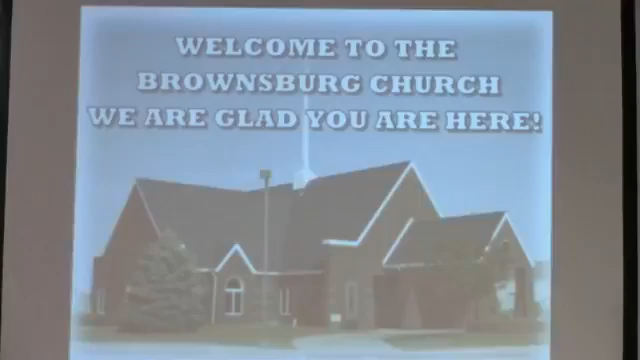 WELCOME TO THE
BROWNSBURG CHURCH
WE ARE GLAD YOU ARE HERE!